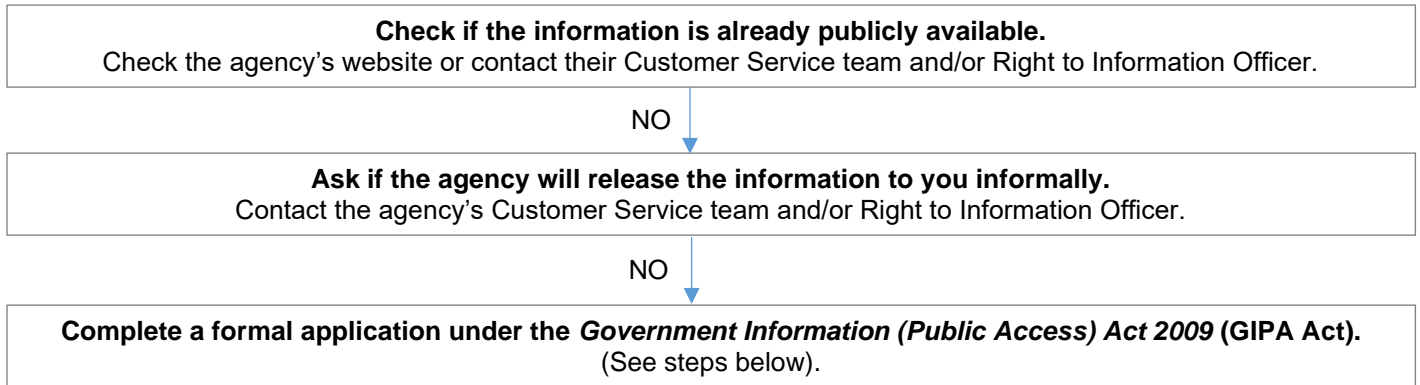 Check if the information is already publicly available.
Check the agency’s website or contact their Customer Service team and/or Right to Information Officer.
NO
Ask if the agency will release the information to you informally.
Contact the agency’s Customer Service team and/or Right to Information Officer.
NO
Complete a formal application under the Government Information (Public Access) Act 2009 (GIPA Act).
(See steps below).